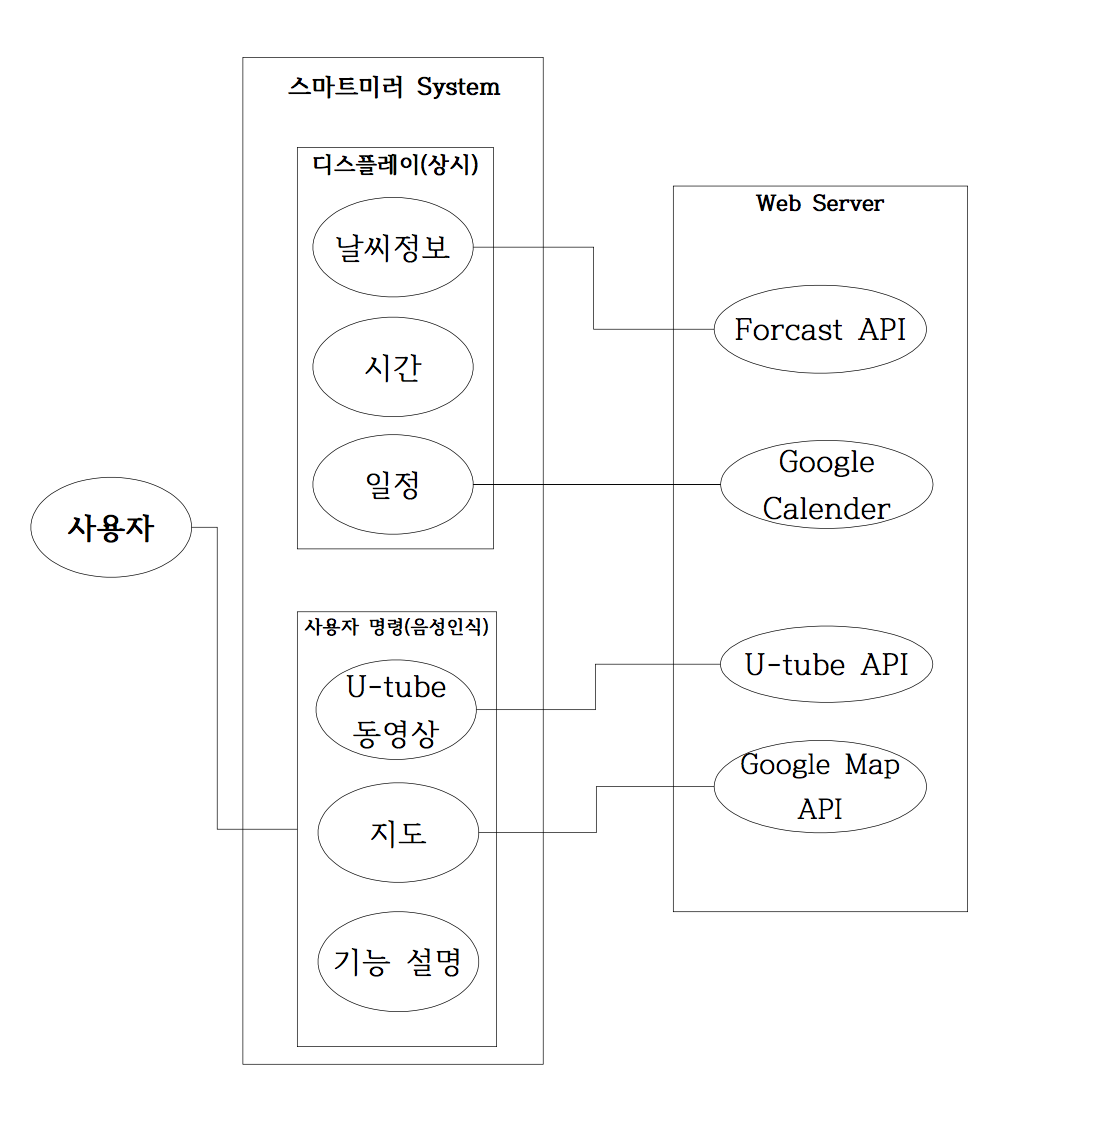 스마트미러 System
디스플레이(상시)
날씨정보
시간
일정
사용자
사용자 명령(음성인식)
U-tube
동영상
지도
기능 설명
Web Server
Forcast API
Google
Calender
U-tube API
Google Map
API